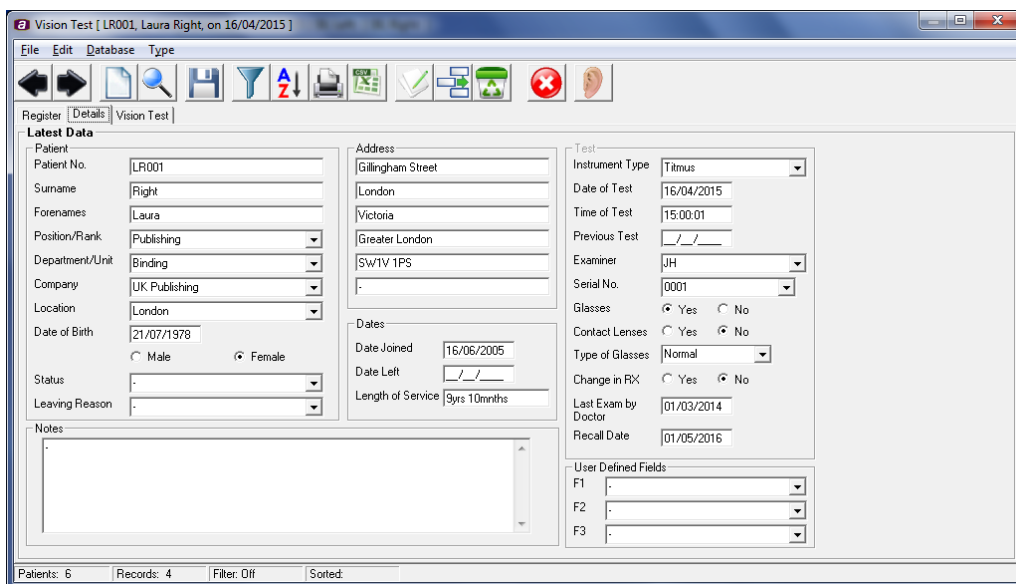 a Vision Test [ LR001, Laura Right, on 16/04/2015 ]
File Edit Database Type
A Z
CSV
Register Details Vision Test
Latest Data
Patient
Patient No. LR001
Surname Right
Forenames Laura
Position/Rank Publishing
Department/Unit Binding
Company UK Publishing
Location London
Date of Birth 21/07/1978
Male Female
Status -
Leaving Reason -
Address
Gillingham Street
London
Victoria
Greater London
SW1V 1PS
-
Dates
Date Joined 16/06/2005
Date Left __/__/____
Length of Service 9yrs 10mnths
Test
Instrument Type Titmus
Date of Test 16/04/2015
Time of Test 15:00:01
Previous Test __/__/____
Examiner JH
Serial No. 0001
Glasses Yes No
Contact Lenses Yes No
Type of Glasses Normal
Change in RX Yes No
Last Exam by
Doctor 01/03/2014
Recall Date 01/05/2016
Notes
-
User Defined Fields
F1 -
F2 -
F3 -
Patients: 6 Records: 4 Filter: Off Sorted: